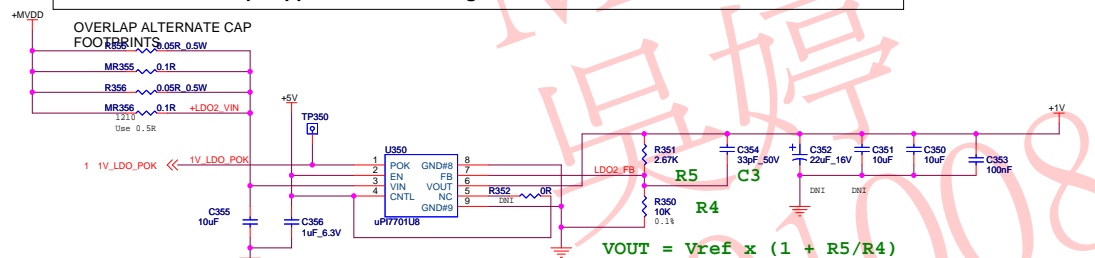 +MVDD
OVERLAP ALTERNATE CAP
FOOTPRINTS
R355 0.05R_0.5W
MR355 0.1R
R356 0.05R_0.5W
MR356 0.1R +LDO2_VIN
1210
Use 0.5R
+5V
TP350
+1V
1 1V_LDO_POK 1V_LDO_POK
U350
1 POK GND#8 8
2 EN FB 7
3 VIN VOUT 6
4 CNTL NC 5
GND#9 9
uPI7701U8
R352 0R
DNI
LDO2_FB
R351
2.67K
R5
C354
33pF_50V
C3
C352
22uF_16V
DNI
C351
10uF
DNI
C350
10uF
C353
100nF
R350
10K
0.1%
R4
C355
10uF
C356
1uF_6.3V
VOUT = Vref x (1 + R5/R4)
吴婷